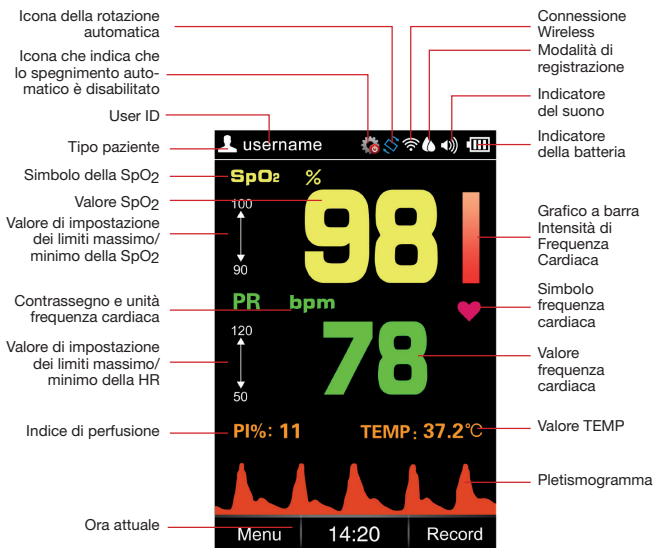 Icona della rotazione
automatica
Icona che indica che
lo spegnimento auto-
matico è disabilitato
User ID
Tipo paziente
Simbolo della SpO2
Valore SpO2
Valore di impostazione
dei limiti massimo/
minimo della SpO2
Contrassegno e unità
frequenza cardiaca
Valore di impostazione
dei limiti massimo/
minimo della HR
Indice di perfusione
Ora attuale
username
SpO2 %
100
98
90
PR bpm
120
78
50
PI%: 11 TEMP: 37.2°C
Menu 14:20 Record
Connessione
Wireless
Modalità di
registrazione
Indicatore
del suono
Indicatore
della batteria
Grafico a barra
Intensità di
Frequenza
Cardiaca
Simbolo
frequenza
cardiaca
Valore
frequenza
cardiaca
Valore TEMP
Pletismogramma